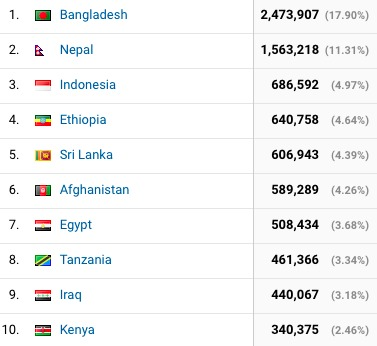 1. Bangladesh 2,473,907 (17.90%)
2. Nepal 1,563,218 (11.31%)
3. Indonesia 686,592 (4.97%)
4. Ethiopia 640,758 (4.64%)
5. Sri Lanka 606,943 (4.39%)
6. Afghanistan 589,289 (4.26%)
7. Egypt 508,434 (3.68%)
8. Tanzania 461,366 (3.34%)
9. Iraq 440,067 (3.18%)
10. Kenya 340,375 (2.46%)